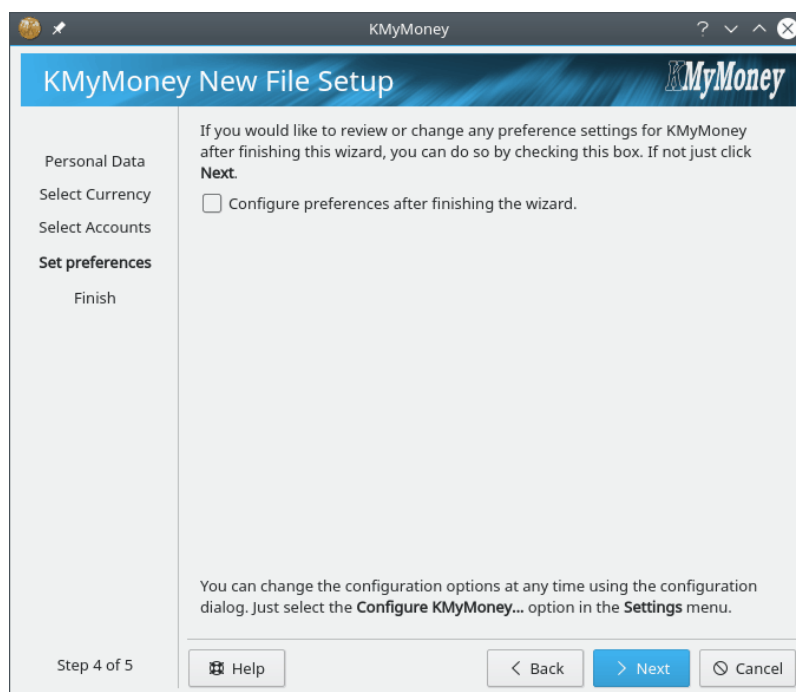 KMyMoney
KMyMoney New File Setup
KMyMoney
Personal Data
Select Currency
Select Accounts
Set preferences
Finish
If you would like to review or change any preference settings for KMyMoney
after finishing this wizard, you can do so by checking this box. If not just click
Next.
Configure preferences after finishing the wizard.
You can change the configuration options at any time using the configuration
dialog. Just select the Configure KMyMoney... option in the Settings menu.
Step 4 of 5
Help
< Back
> Next
Cancel